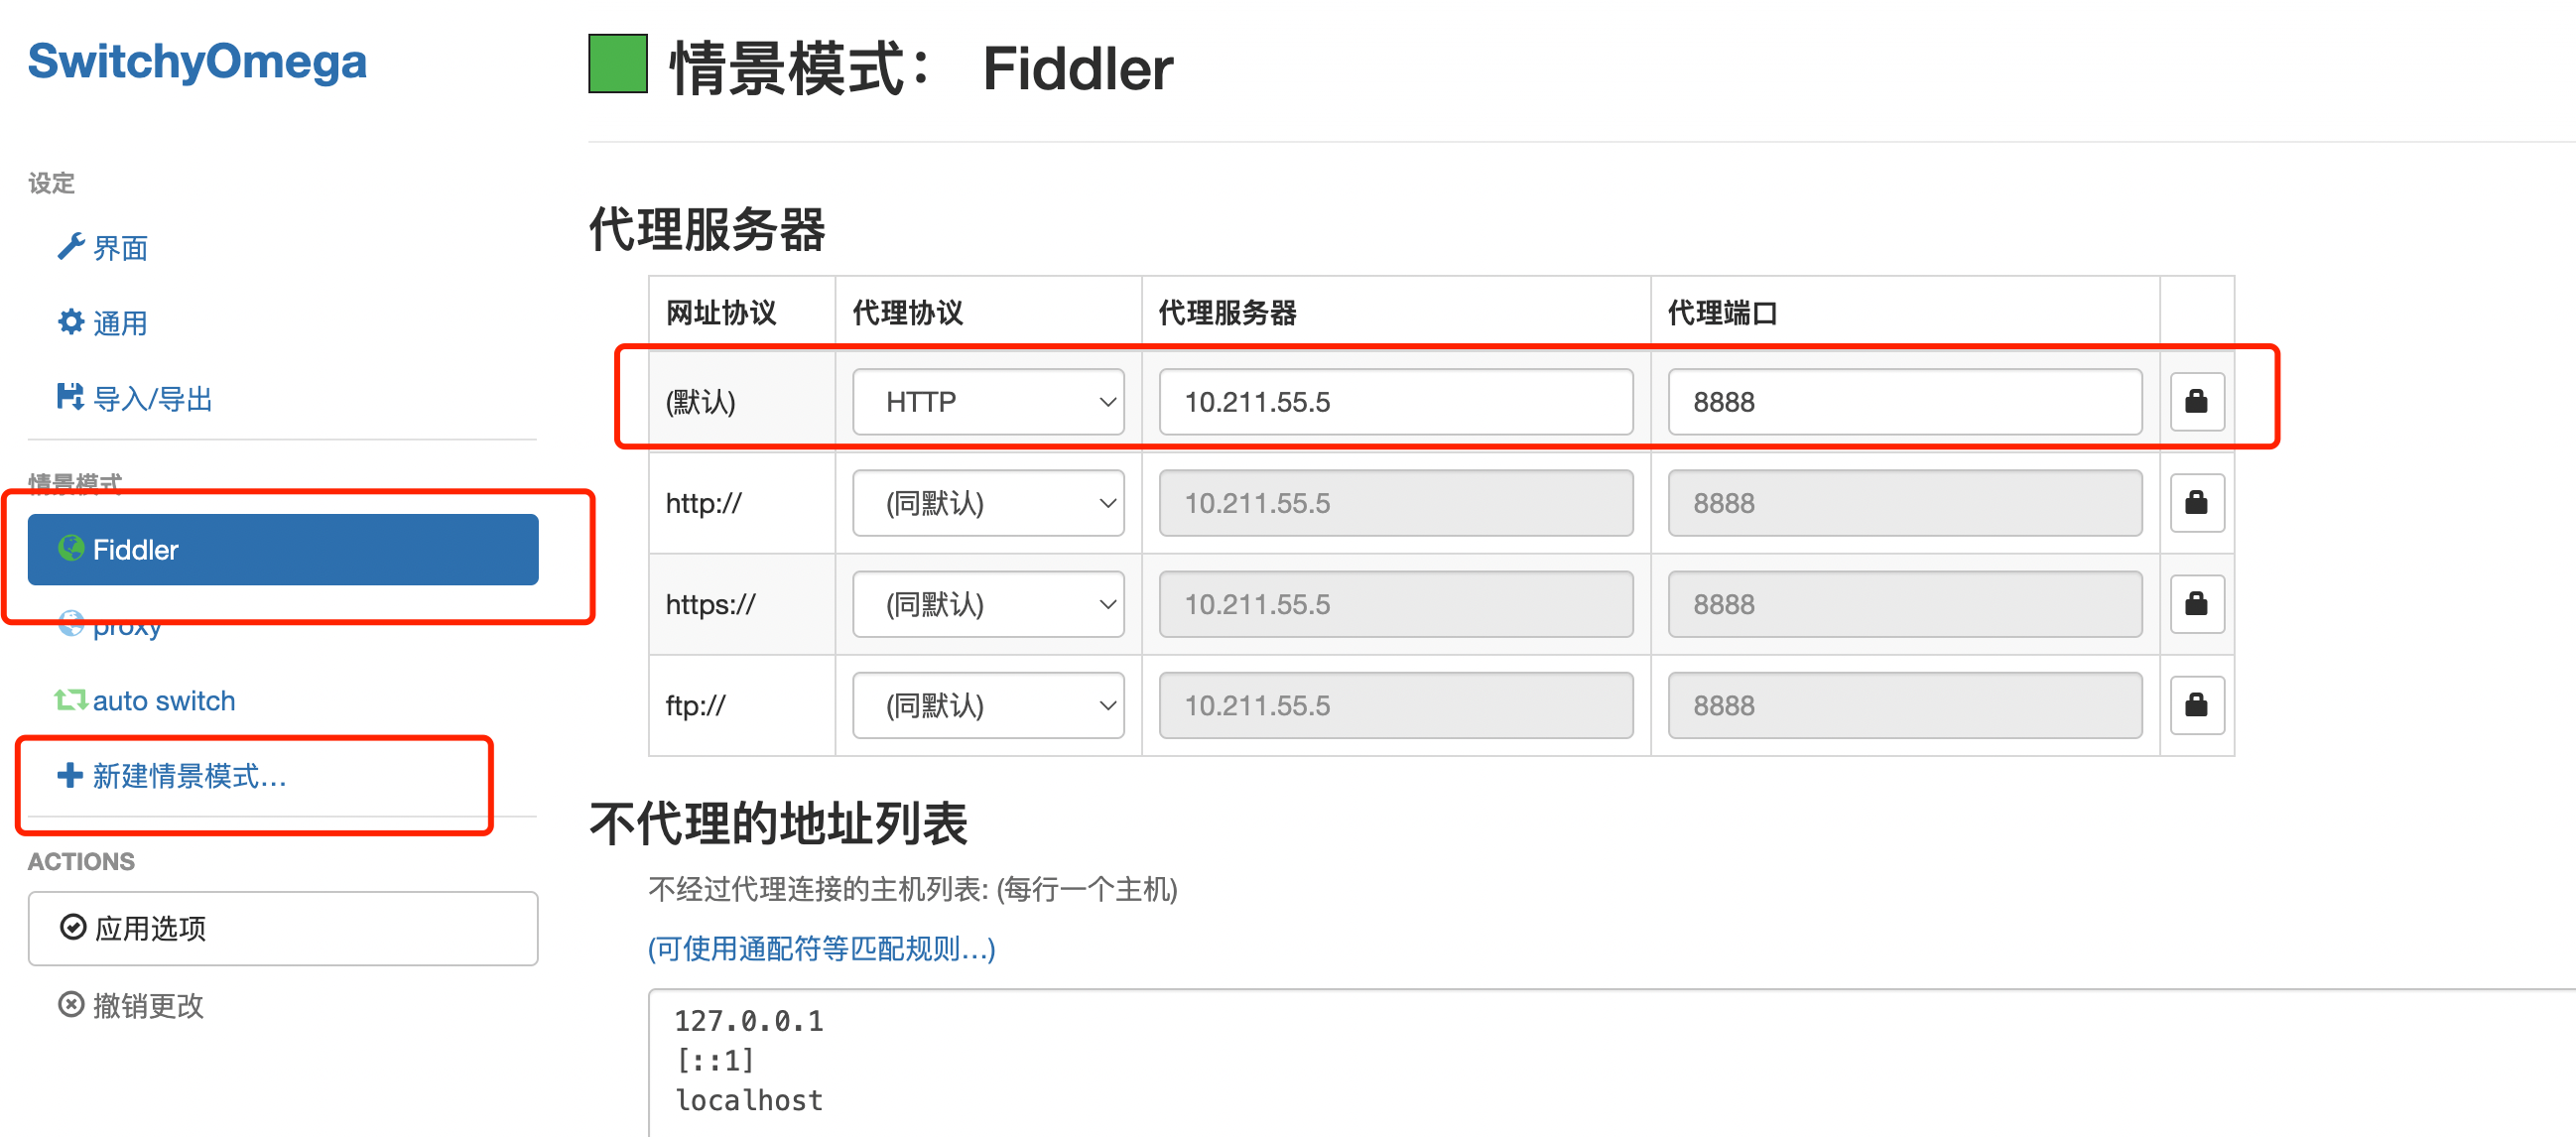 SwitchyOmega
设定
界面
通用
导入/导出
情景模式
Fiddler
proxy
auto switch
新建情景模式...
ACTIONS
应用选项
撤销更改
情景模式： Fiddler
代理服务器
网址协议 代理协议 代理服务器 代理端口
(默认) HTTP 10.211.55.5 8888
http:// (同默认) 10.211.55.5 8888
https:// (同默认) 10.211.55.5 8888
ftp:// (同默认) 10.211.55.5 8888
不代理的地址列表
不经过代理连接的主机列表: (每行一个主机)
(可使用通配符等匹配规则...)
127.0.0.1
[::1]
localhost